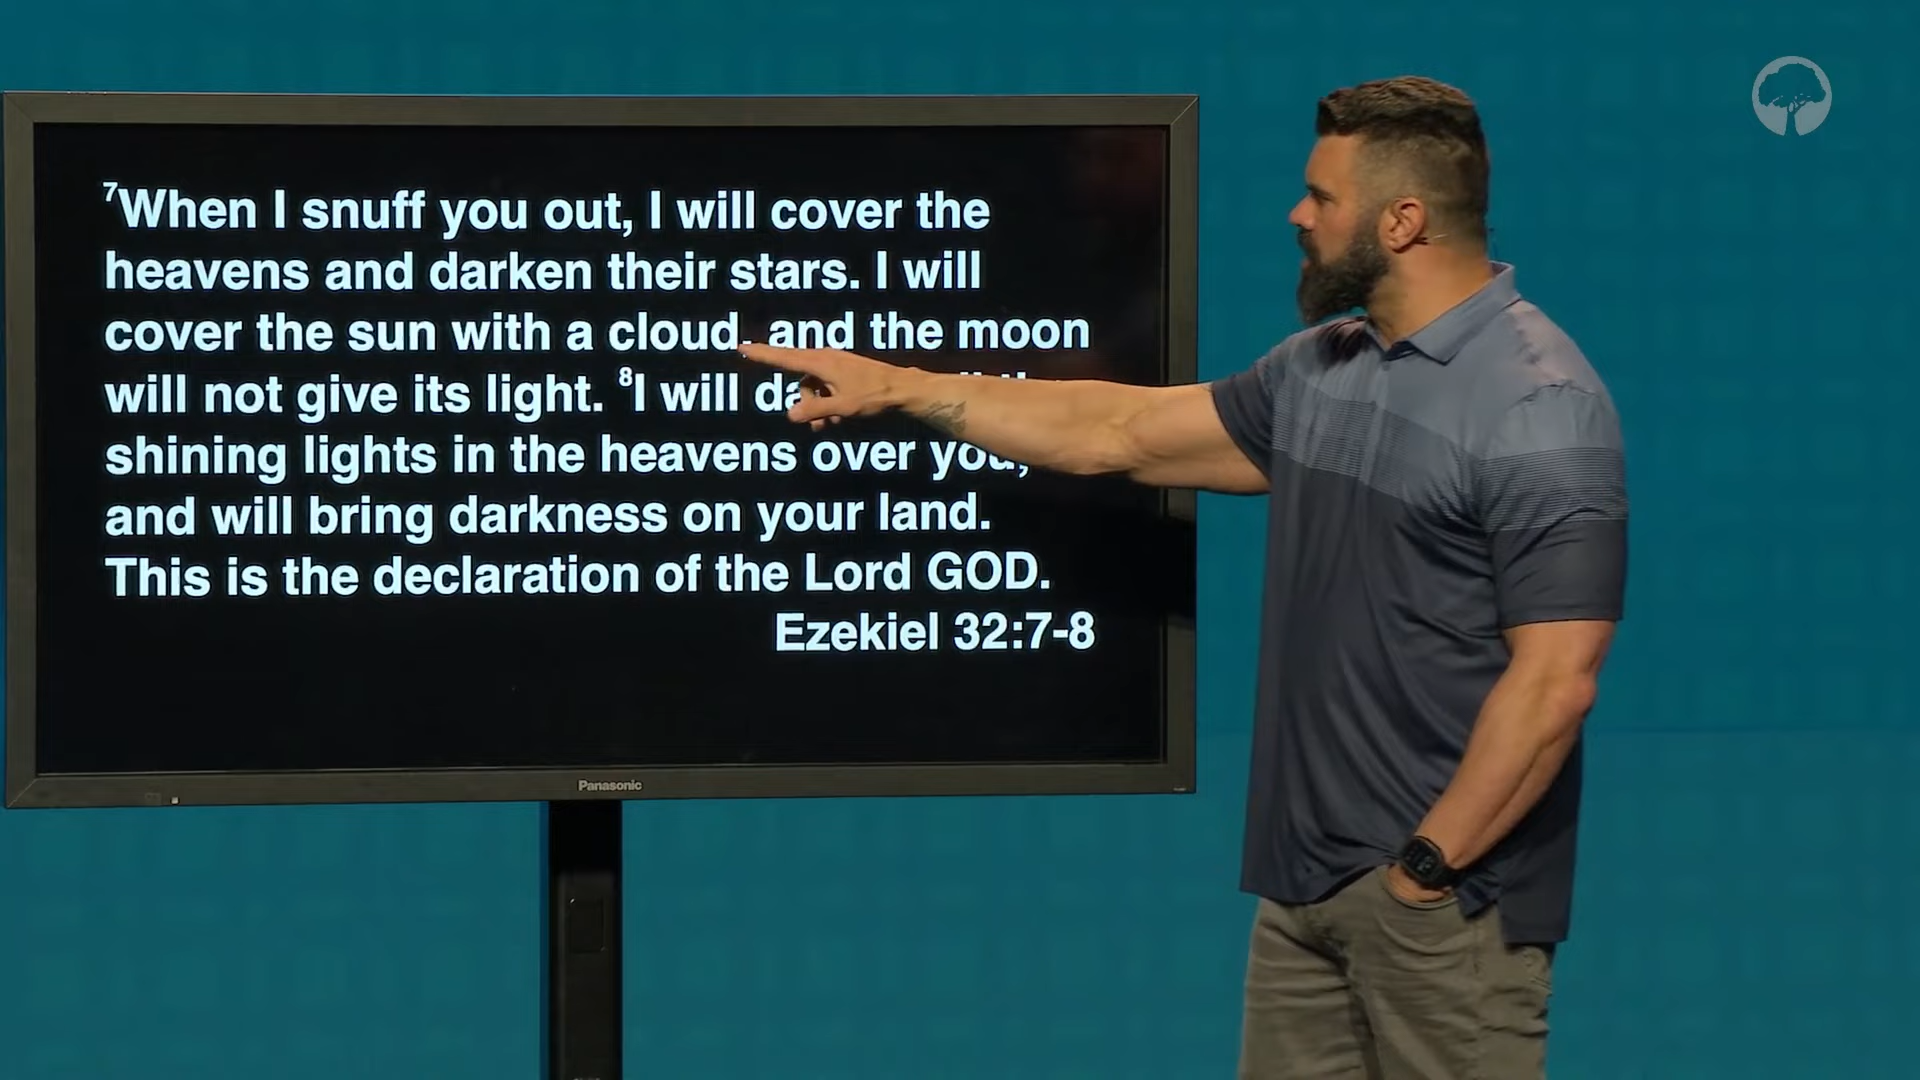 ⁷When I snuff you out, I will cover the
heavens and darken their stars. I will
cover the sun with a cloud, and the moon
will not give its light. ⁸I will
shining lights in the heavens over you,
and will bring darkness on your land.
This is the declaration of the Lord GOD.
Ezekiel 32:7-8
Panasonic